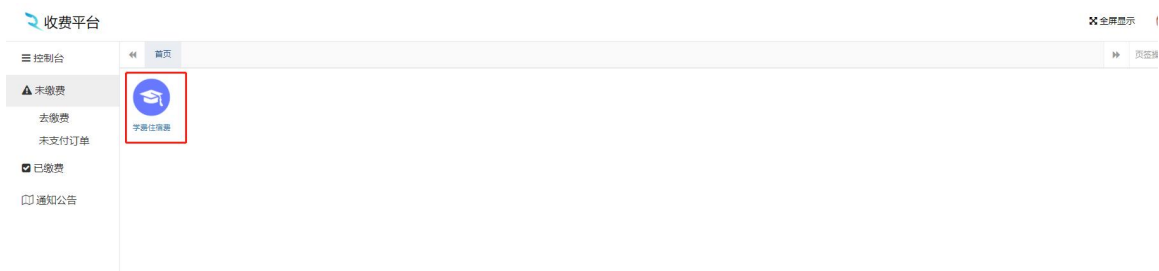 收费平台
全屏显示
控制台
首页
页签操
未缴费
去缴费
未支付订单
学费住宿费
已缴费
通知公告